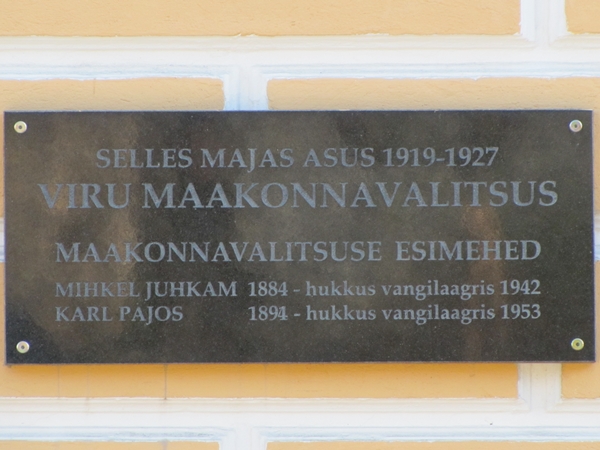 SELLES MAJAS ASUS 1919-1927
VIRU MAAKONNAVALITSUS
MAAKONNAVALITSUSE ESIMEHED
MIHKEL JUHKAM 1884 - hukkus vangilaagris 1942
KARL PAJOS 1894 - hukkus vangilaagris 1953